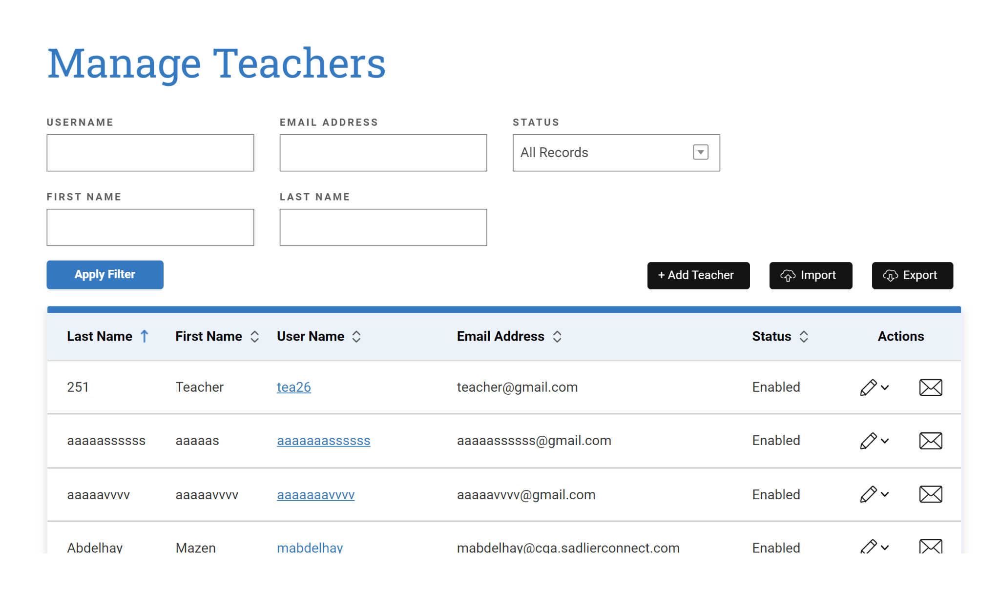 Manage Teachers
USERNAME EMAIL ADDRESS STATUS
All Records
FIRST NAME LAST NAME
Apply Filter + Add Teacher Import Export
Last Name First Name User Name Email Address Status Actions
251 Teacher tea26 teacher@gmail.com Enabled
aaaaassssss aaaaas aaaaaaassssss aaaaassssss@gmail.com Enabled
aaaaavvvv aaaaavvvv aaaaaaavvvv aaaaavvvv@gmail.com Enabled
Abdelhay Mazen mabdelhay mabdelhay@cqa.sadlierconnect.com Enabled